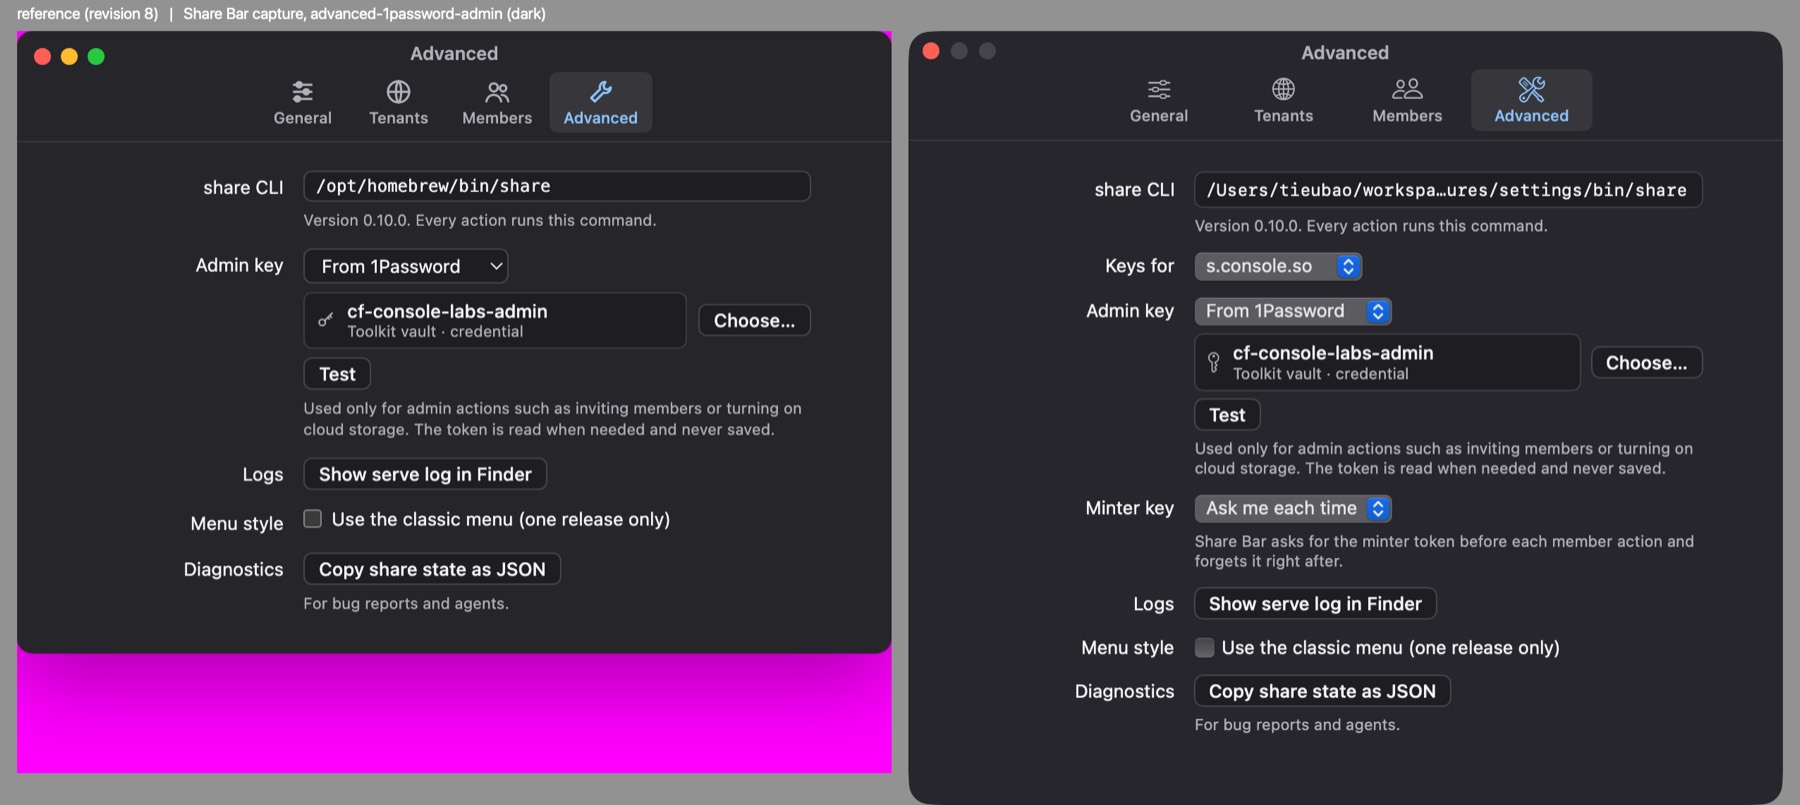 reference (revision 8) | Share Bar capture, advanced-1password-admin (dark)
Advanced
General Tenants Members Advanced
share CLI /opt/homebrew/bin/share
Version 0.10.0. Every action runs this command.
Admin key From 1Password
cf-console-labs-admin
Toolkit vault · credential
Choose...
Test
Used only for admin actions such as inviting members or turning on
cloud storage. The token is read when needed and never saved.
Logs Show serve log in Finder
Menu style Use the classic menu (one release only)
Diagnostics Copy share state as JSON
For bug reports and agents.
Advanced
General Tenants Members Advanced
share CLI /Users/tieubao/workspa…ures/settings/bin/share
Version 0.10.0. Every action runs this command.
Keys for s.console.so
Admin key From 1Password
cf-console-labs-admin
Toolkit vault · credential
Choose...
Test
Used only for admin actions such as inviting members or turning on
cloud storage. The token is read when needed and never saved.
Minter key Ask me each time
Share Bar asks for the minter token before each member action and
forgets it right after.
Logs Show serve log in Finder
Menu style Use the classic menu (one release only)
Diagnostics Copy share state as JSON
For bug reports and agents.